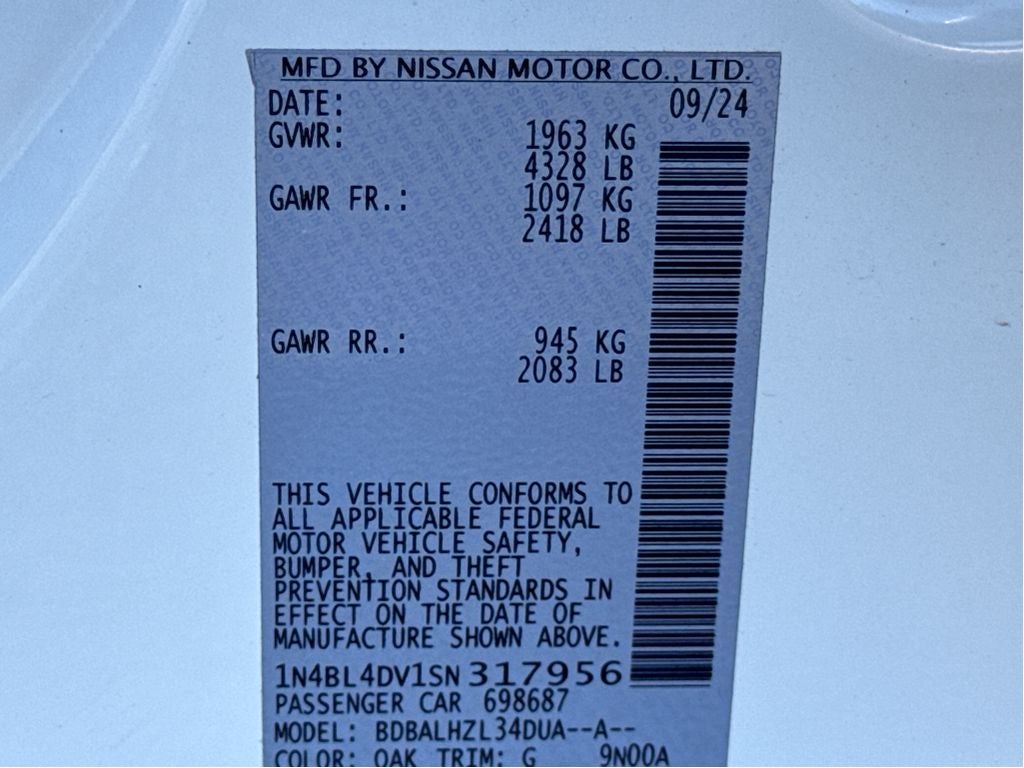 MFD BY NISSAN MOTOR CO., LTD.
DATE: 09/24
GVWR: 1963 KG
4328 LB
GAWR FR.: 1097 KG
2418 LB
GAWR RR.: 945 KG
2083 LB
THIS VEHICLE CONFORMS TO
ALL APPLICABLE FEDERAL
MOTOR VEHICLE SAFETY,
BUMPER, AND THEFT
PREVENTION STANDARDS IN
EFFECT ON THE DATE OF
MANUFACTURE SHOWN ABOVE.
1N4BL4DV1SN317956
PASSENGER CAR 698687
MODEL: BDBALHZL34DUA--A--
COLOR: QAK TRIM: G 9N00A